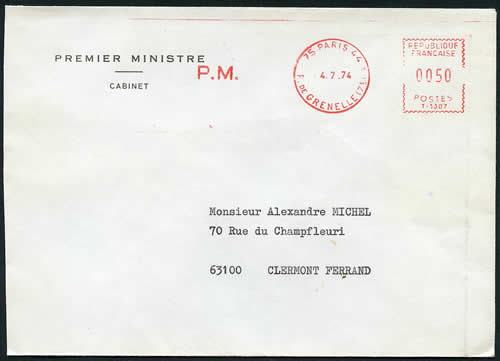 PREMIER MINISTRE
CABINET
P.M.
75 PARIS 44
4.7.74
R. DE GRENELLE (7E)
REPUBLIQUE
FRANCAISE
0050
POSTES
T·1307
Monsieur Alexandre MICHEL
70 Rue du Champfleuri
63100 CLERMONT FERRAND